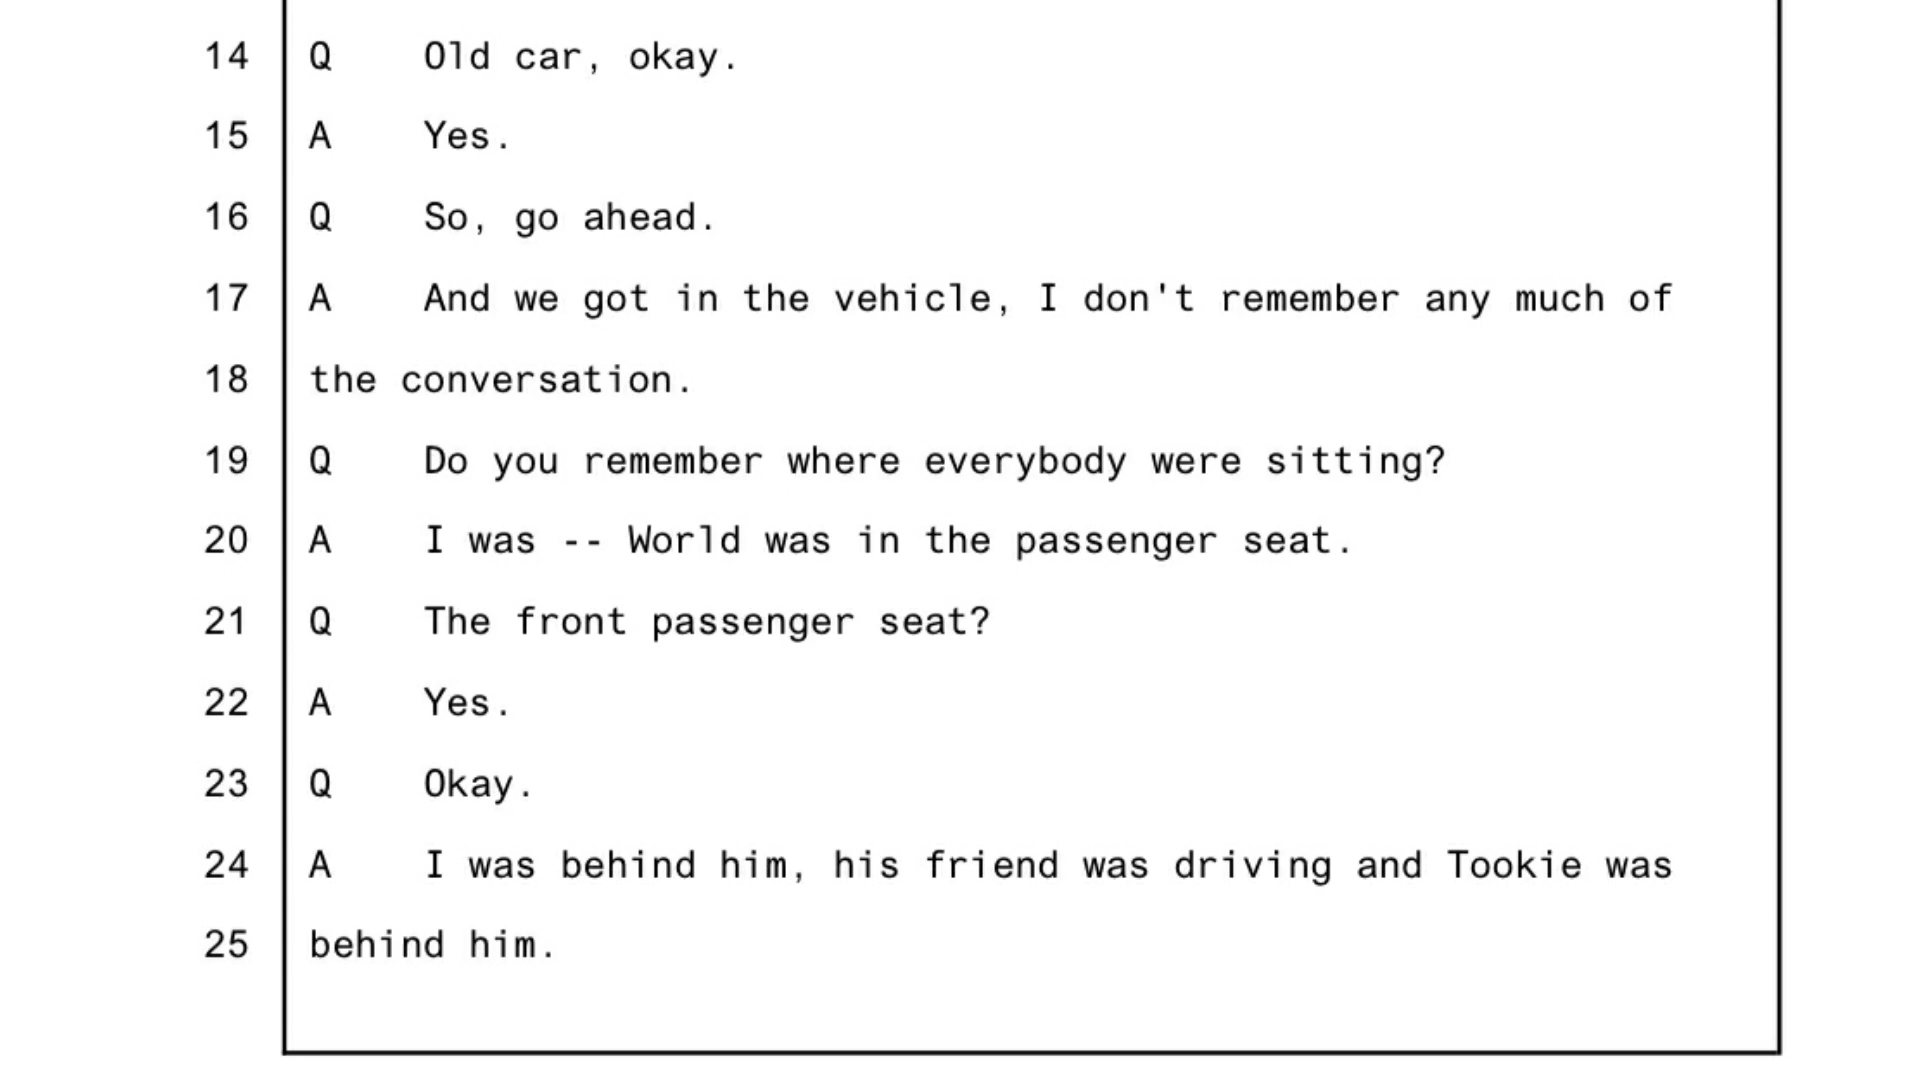 14 Q Old car, okay.
15 A Yes.
16 Q So, go ahead.
17 A And we got in the vehicle, I don't remember any much of
18 the conversation.
19 Q Do you remember where everybody were sitting?
20 A I was -- World was in the passenger seat.
21 Q The front passenger seat?
22 A Yes.
23 Q Okay.
24 A I was behind him, his friend was driving and Tookie was
25 behind him.